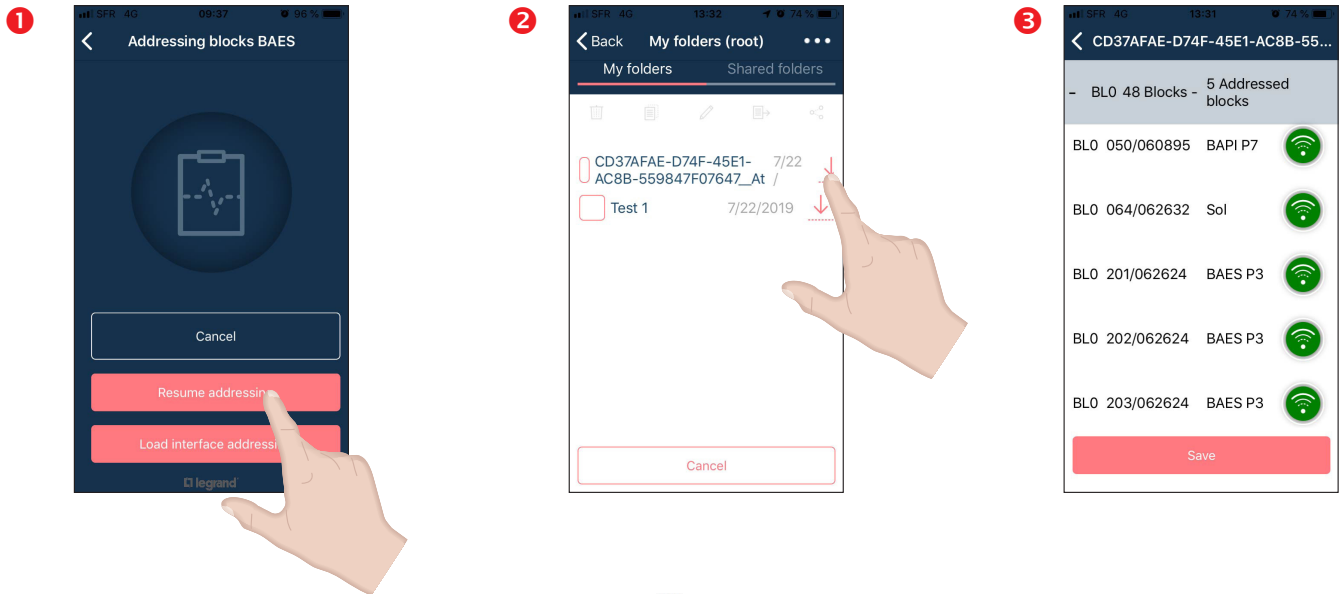 1
SFR 4G 09:37 96 %
Addressing blocks BAES
Cancel
Resume addressin
Load interface addressi
legrand
2
SFR 4G 13:32 74 %
Back My folders (root) •••
My folders Shared folders
CD37AFAE-D74F-45E1- 7/22
AC8B-559847F07647__At /
Test 1 7/22/2019
Cancel
3
SFR 4G 13:31 74 %
CD37AFAE-D74F-45E1-AC8B-55...
- BL0 48 Blocks - 5 Addressed
blocks
BL0 050/060895 BAPI P7
BL0 064/062632 Sol
BL0 201/062624 BAES P3
BL0 202/062624 BAES P3
BL0 203/062624 BAES P3
Save